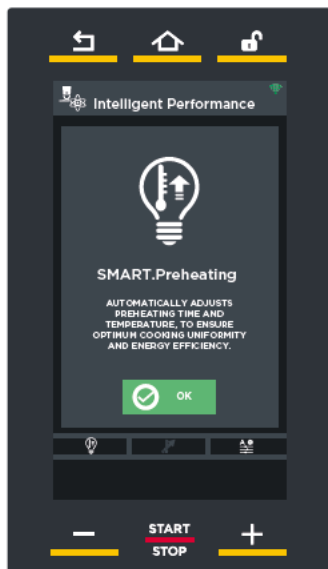 Intelligent Performance
SMART.Preheating
AUTOMATICALLY ADJUSTS
PREHEATING TIME AND
TEMPERATURE, TO ENSURE
OPTIMUM COOKING UNIFORMITY
AND ENERGY EFFICIENCY.
OK
START
STOP